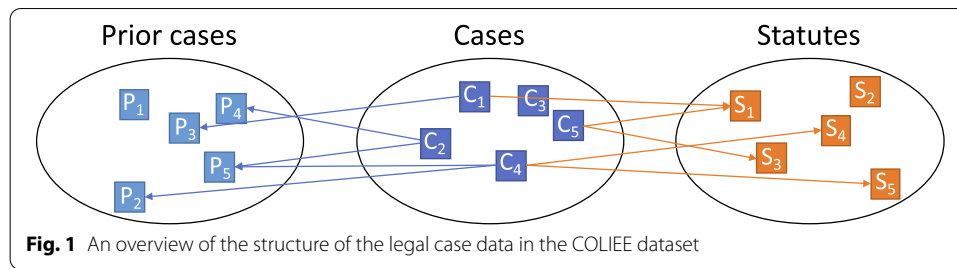 Prior cases
Cases
Statutes
P1
P4
P3
P5
P2
C1
C3
C5
C2
C4
S1
S2
S4
S3
S5
Fig. 1 An overview of the structure of the legal case data in the COLIEE dataset